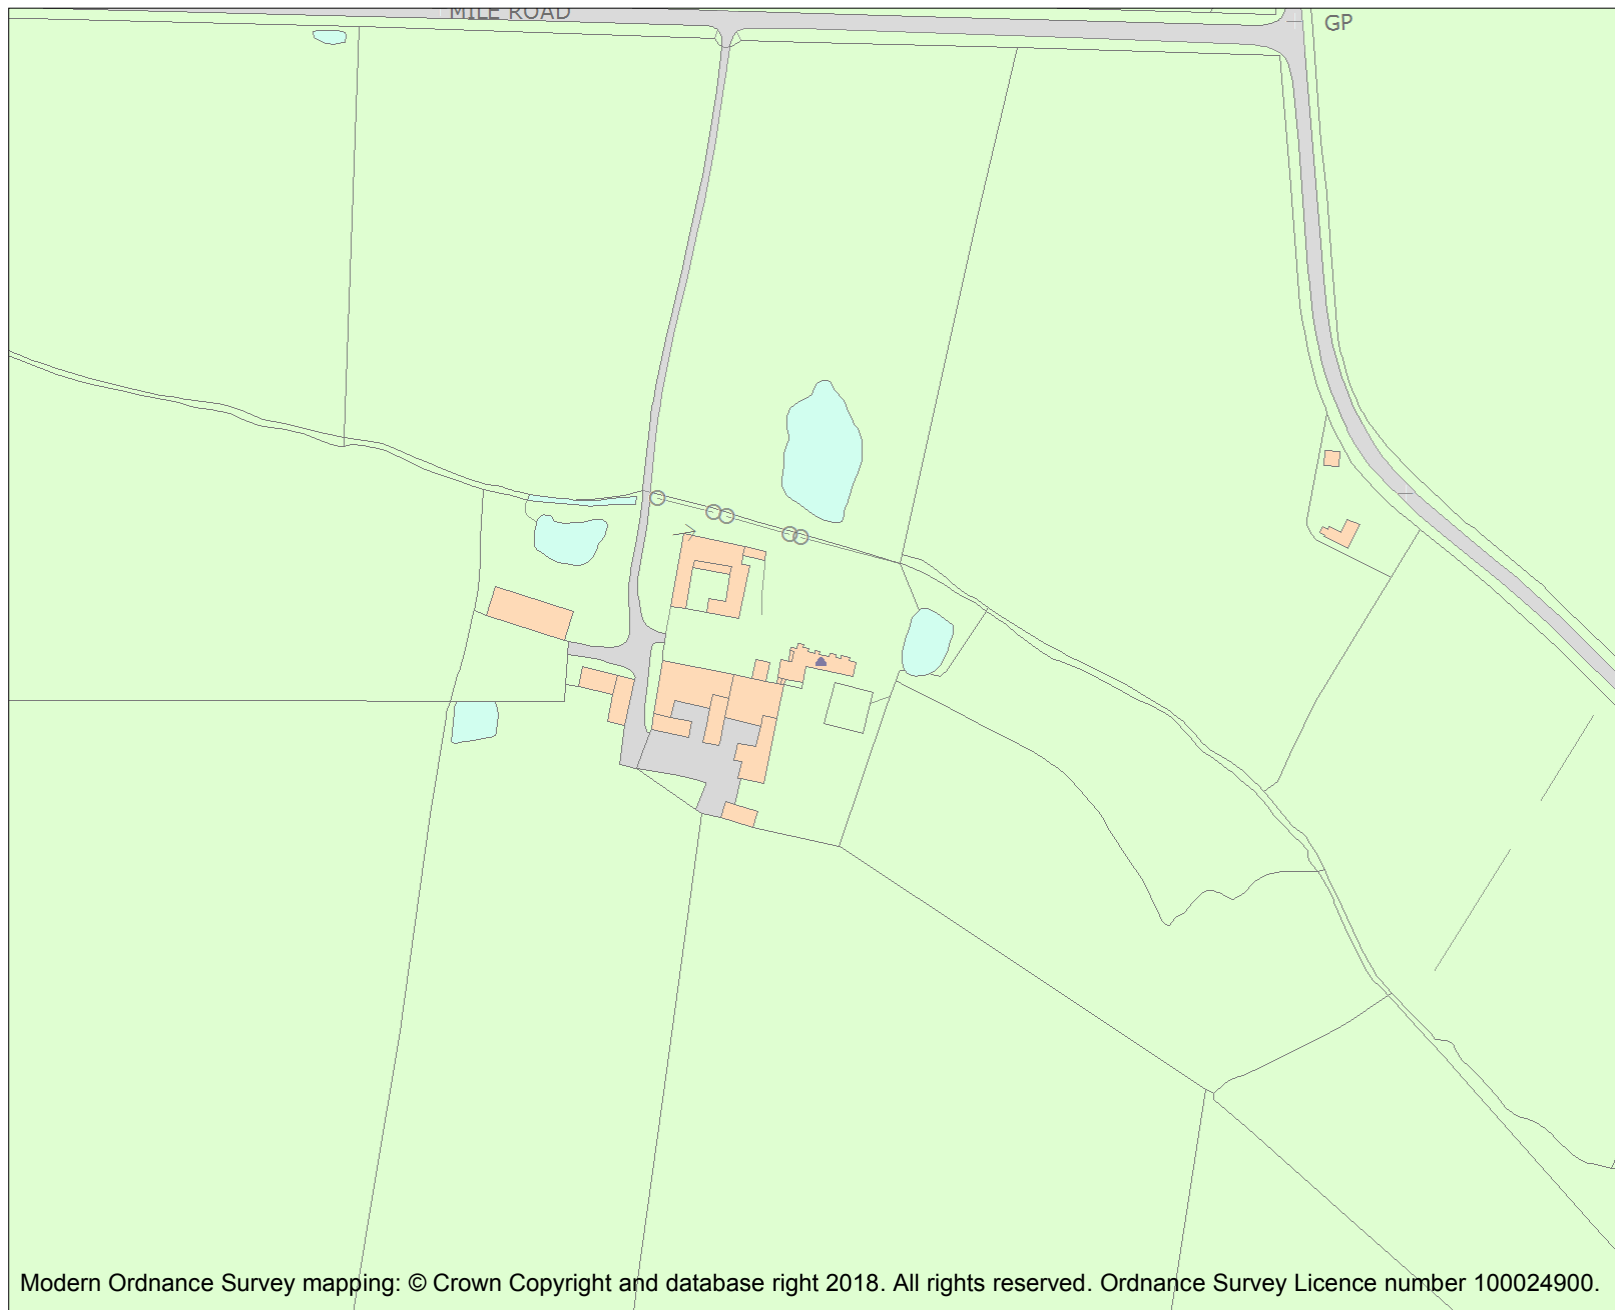 MILE ROAD
GP
Modern Ordnance Survey mapping: © Crown Copyright and database right 2018. All rights reserved. Ordnance Survey Licence number 100024900.